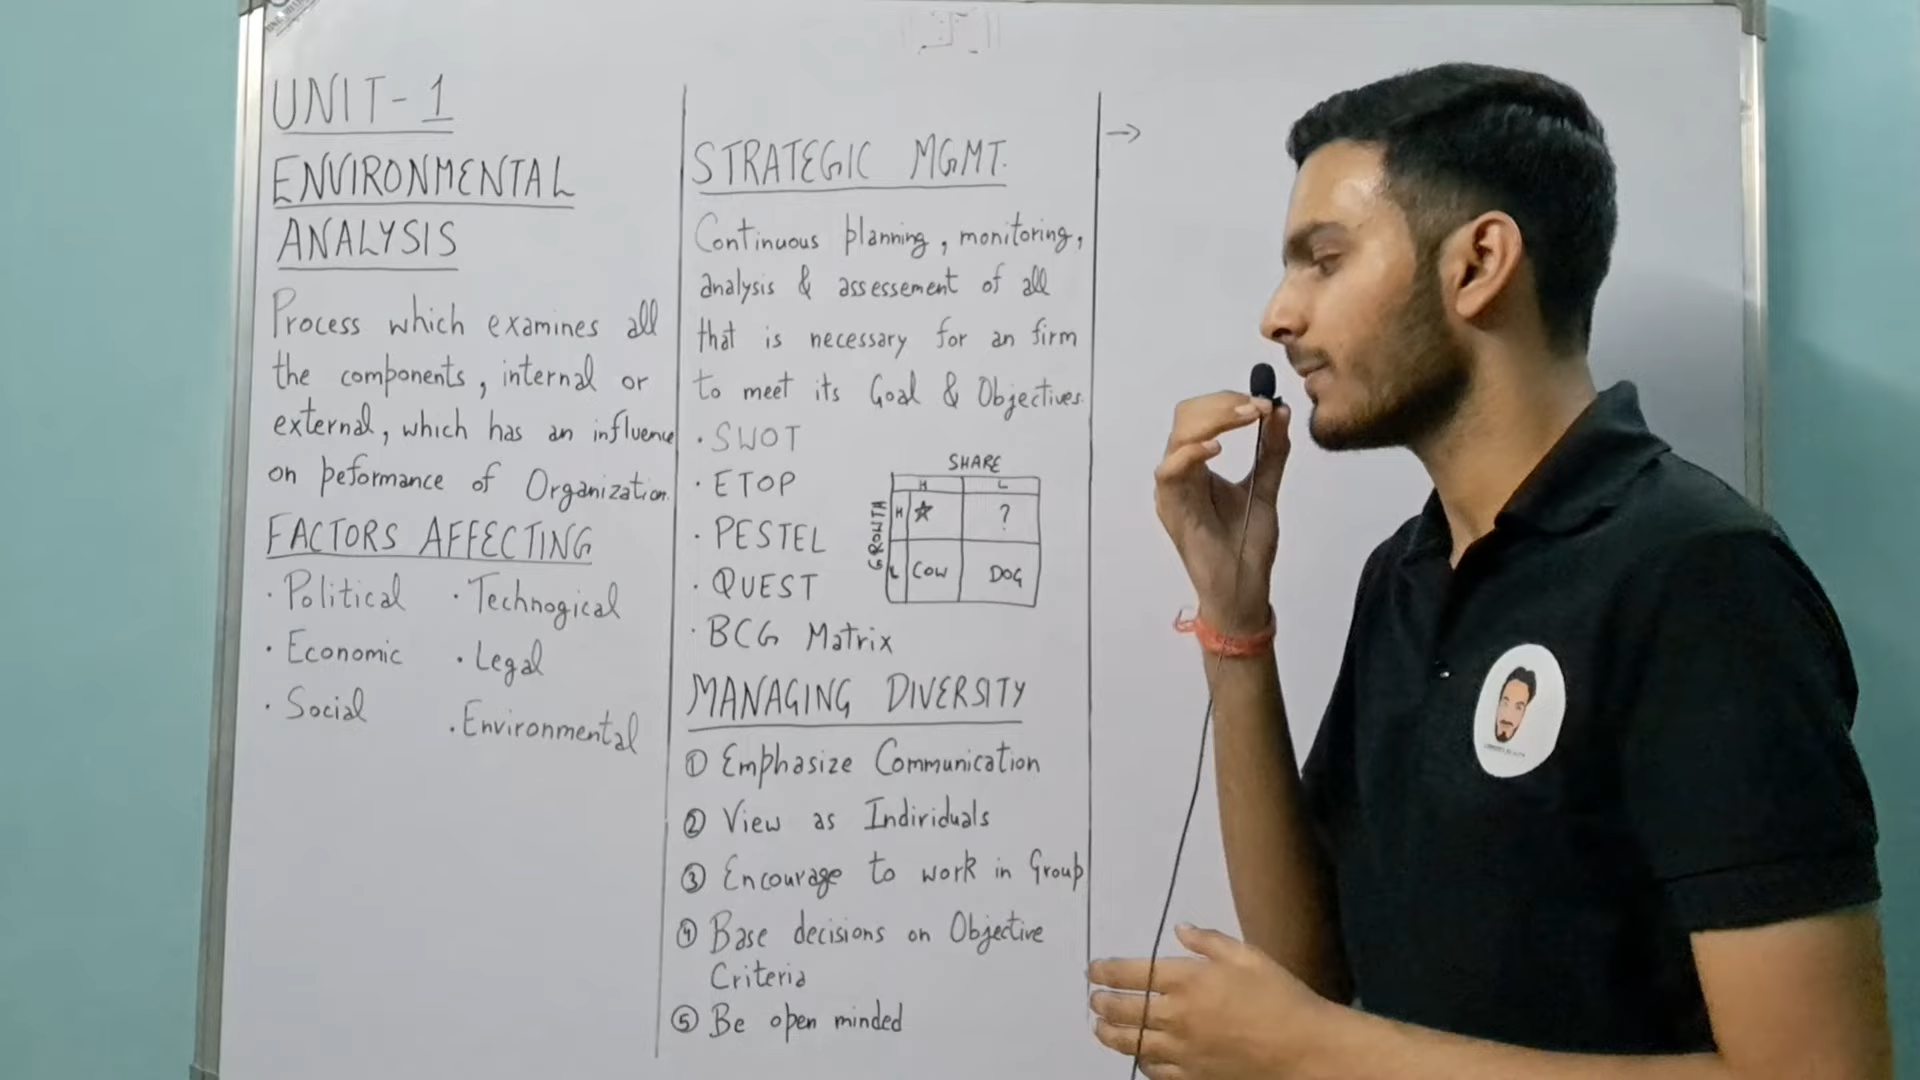 UNIT-1
ENVIRONMENTAL
ANALYSIS
Process which examines all
the components, internal or
external, which has an influence
on peformance of Organization.
FACTORS AFFECTING
· Political
· Economic
· Social
· Technogical
· Legal
· Environmental
STRATEGIC MGMT.
Continuous planning, monitoring,
analysis & assessement of all
that is necessary for an firm
to meet its Goal & Objectives.
· SWOT
· ETOP
· PESTEL
· QUEST
· BCG Matrix
SHARE
H L
GROWTH
H ?
L COW DOG
MANAGING DIVERSITY
① Emphasize Communication
② View as Individuals
③ Encourage to work in Group
④ Base decisions on Objective
Criteria
⑤ Be open minded
→